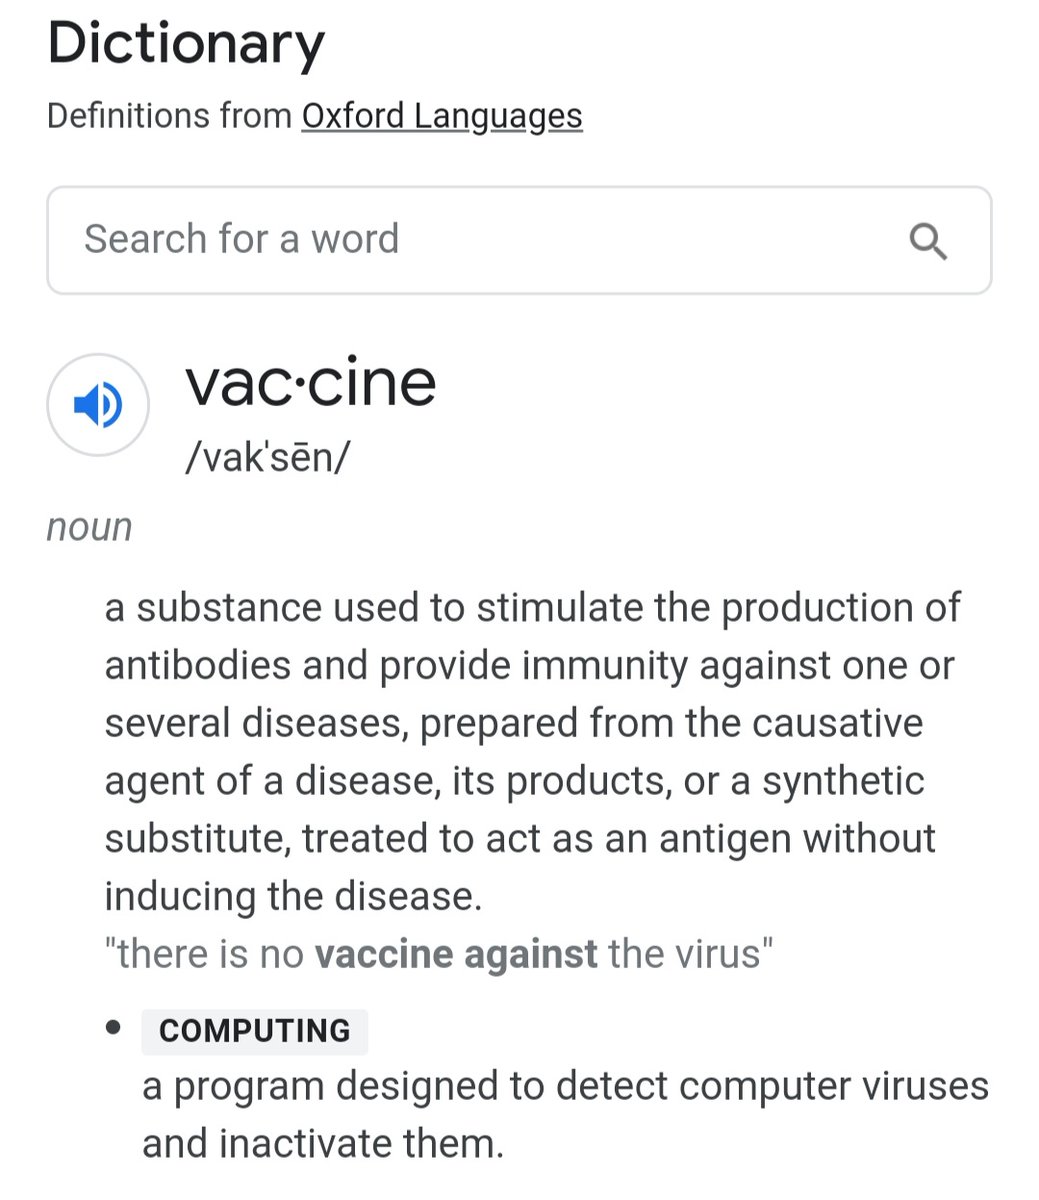 Dictionary
Definitions from Oxford Languages
Search for a word
vac·cine
/vakˈsēn/
noun
a substance used to stimulate the production of
antibodies and provide immunity against one or
several diseases, prepared from the causative
agent of a disease, its products, or a synthetic
substitute, treated to act as an antigen without
inducing the disease.
"there is no vaccine against the virus"
• COMPUTING
a program designed to detect computer viruses
and inactivate them.